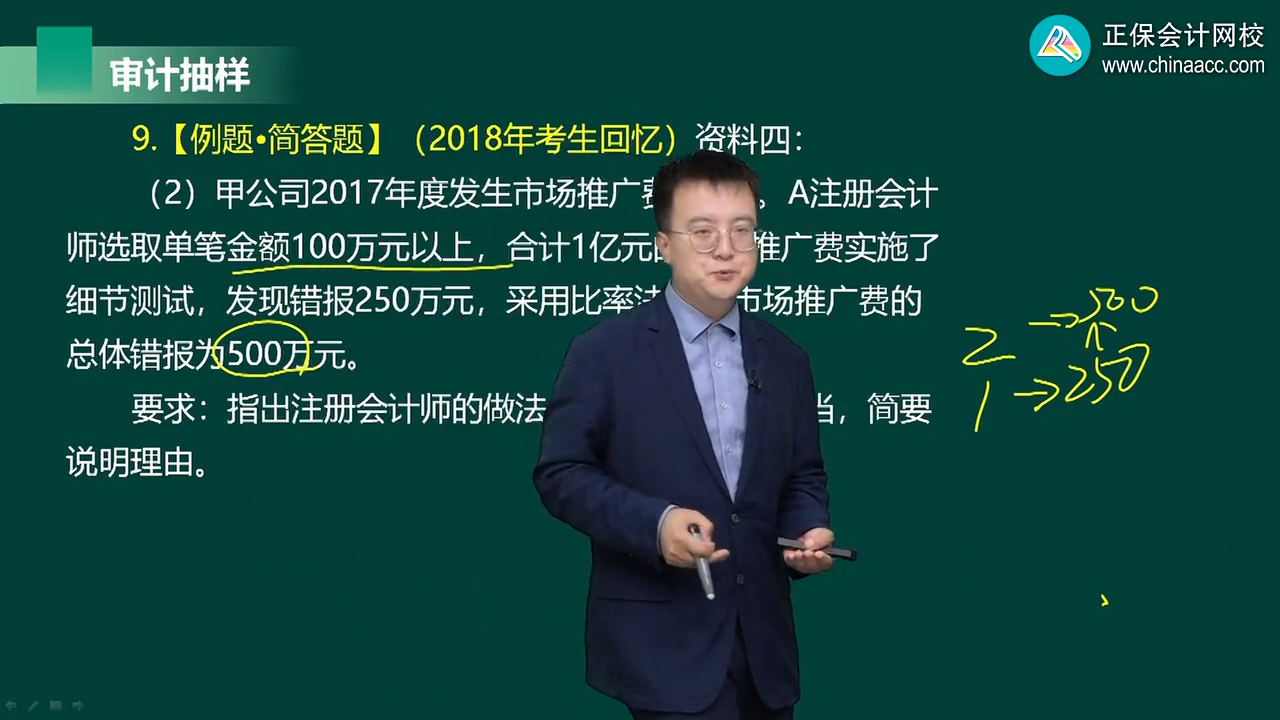 审计抽样
正保会计网校
www.chinaacc.com
9.【例题•简答题】（2018年考生回忆）资料四：
（2）甲公司2017年度发生市场推广费。A注册会计
师选取单笔金额100万元以上，合计1亿元推广费实施了
细节测试，发现错报250万元，采用比率市场推广费的
总体错报为500万元。
要求：指出注册会计师的做法当，简要
说明理由。
2 → 500
1 → 250